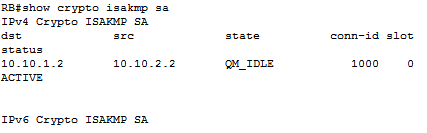 RB#show crypto isakmp sa
IPv4 Crypto ISAKMP SA
dst src state conn-id slot
status
10.10.1.2 10.10.2.2 QM_IDLE 1000 0
ACTIVE
IPv6 Crypto ISAKMP SA